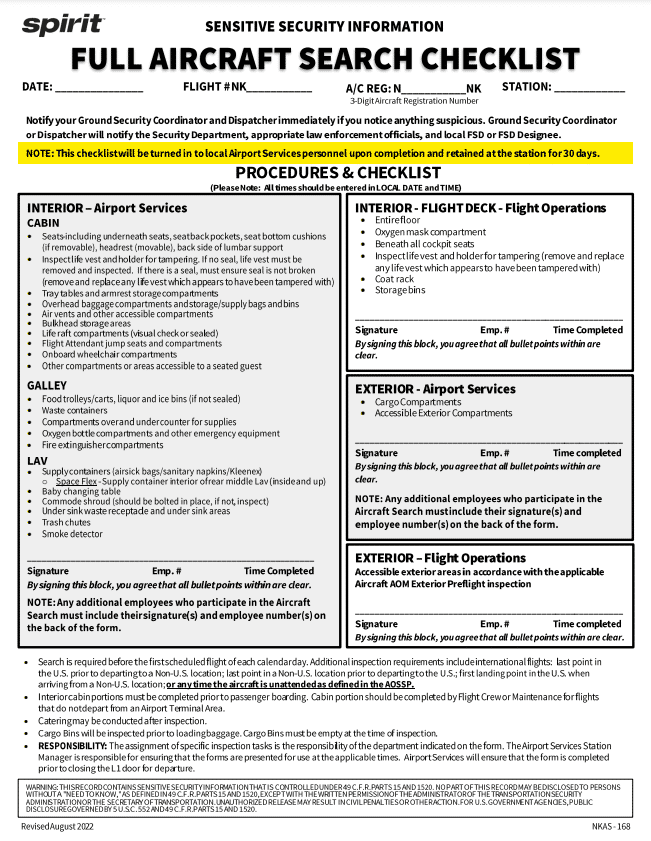 spirit
SENSITIVE SECURITY INFORMATION
FULL AIRCRAFT SEARCH CHECKLIST
DATE: _______________ FLIGHT # NK___________ A/C REG: N___________NK STATION: ____________
3-Digit Aircraft Registration Number
Notify your Ground Security Coordinator and Dispatcher immediately if you notice anything suspicious. Ground Security Coordinator
or Dispatcher will notify the Security Department, appropriate law enforcement officials, and local FSD or FSD Designee.
NOTE: This checklist will be turned in to local Airport Services personnel upon completion and retained at the station for 30 days.
PROCEDURES & CHECKLIST
(Please Note: All times should be entered in LOCAL DATE and TIME)
INTERIOR – Airport Services
CABIN
• Seats-including underneath seats, seatback pockets, seat bottom cushions
(if removable), headrest (movable), back side of lumbar support
• Inspect life vest and holder for tampering. If no seal, life vest must be
removed and inspected. If there is a seal, must ensure seal is not broken
(remove and replace any life vest which appears to have been tampered with)
• Tray tables and armrest storage compartments
• Overhead baggage compartments and storage/supply bags and bins
• Air vents and other accessible compartments
• Bulkhead storage areas
• Life raft compartments (visual check or sealed)
• Flight Attendant jump seats and compartments
• Onboard wheelchair compartments
• Other compartments or areas accessible to a seated guest
GALLEY
• Food trolleys/carts, liquor and ice bins (if not sealed)
• Waste containers
• Compartments over and under counter for supplies
• Oxygen bottle compartments and other emergency equipment
• Fire extinguisher compartments
LAV
• Supply containers (airsick bags/sanitary napkins/Kleenex)
o Space Flex - Supply container interior of rear middle Lav (inside and up)
• Baby changing table
• Commode shroud (should be bolted in place, if not, inspect)
• Under sink waste receptacle and under sink areas
• Trash chutes
• Smoke detector
Signature Emp. # Time Completed
By signing this block, you agree that all bullet points within are clear.
NOTE: Any additional employees who participate in the Aircraft
Search must include their signature(s) and employee number(s) on
the back of the form.
INTERIOR - FLIGHT DECK - Flight Operations
• Entire floor
• Oxygen mask compartment
• Beneath all cockpit seats
• Inspect life vest and holder for tampering (remove and replace
any life vest which appears to have been tampered with)
• Coat rack
• Storage bins
Signature Emp. # Time Completed
By signing this block, you agree that all bullet points within are
clear.
EXTERIOR - Airport Services
• Cargo Compartments
• Accessible Exterior Compartments
Signature Emp. # Time completed
By signing this block, you agree that all bullet points within are
clear.
NOTE: Any additional employees who participate in the
Aircraft Search must include their signature(s) and
employee number(s) on the back of the form.
EXTERIOR – Flight Operations
Accessible exterior areas in accordance with the applicable
Aircraft AOM Exterior Preflight inspection
Signature Emp. # Time Completed
By signing this block, you agree that all bullet points within are clear.
• Search is required before the first scheduled flight of each calendar day. Additional inspection requirements include international flights: last point in
the U.S. prior to departing to a Non-U.S. location; last point in a Non-U.S. location prior to departing to the U.S.; first landing point in the U.S. when
arriving from a Non-U.S. location; or any time the aircraft is unattended as defined in the AOSSP.
• Interior cabin portions must be completed prior to passenger boarding. Cabin portion should be completed by Flight Crew or Maintenance for flights
that do not depart from an Airport Terminal Area.
• Catering may be conducted after inspection.
• Cargo Bins will be inspected prior to loading baggage. Cargo Bins must be empty at the time of inspection.
• RESPONSIBILITY: The assignment of specific inspection tasks is the responsibility of the department indicated on the form. The Airport Services Station
Manager is responsible for ensuring that the forms are presented for use at the applicable times. Airport Services will ensure that the form is completed
prior to closing the L1 door for departure.
WARNING: THIS RECORD CONTAINS SENSITIVE SECURITY INFORMATION THAT IS CONTROLLED UNDER 49 C.F.R. PARTS 15 AND 1520. NO PART OF THIS RECORD MAY BE DISCLOSED TO PERSONS
WITHOUT A "NEED TO KNOW," AS DEFINED IN 49 C.F.R. PARTS 15 AND 1520, EXCEPT WITH THE WRITTEN PERMISSION OF THE ADMINISTRATOR OF THE TRANSPORTATION SECURITY
ADMINISTRATION OR THE SECRETARY OF TRANSPORTATION. UNAUTHORIZED RELEASE MAY RESULT IN CIVIL PENALTIES OR OTHER ACTION. FOR U.S. GOVERNMENT AGENCIES, PUBLIC
DISCLOSURE GOVERNED BY 5 U.S.C. 552 AND 49 C.F.R. PARTS 15 AND 1520.
Revised August 2022 NKAS - 168